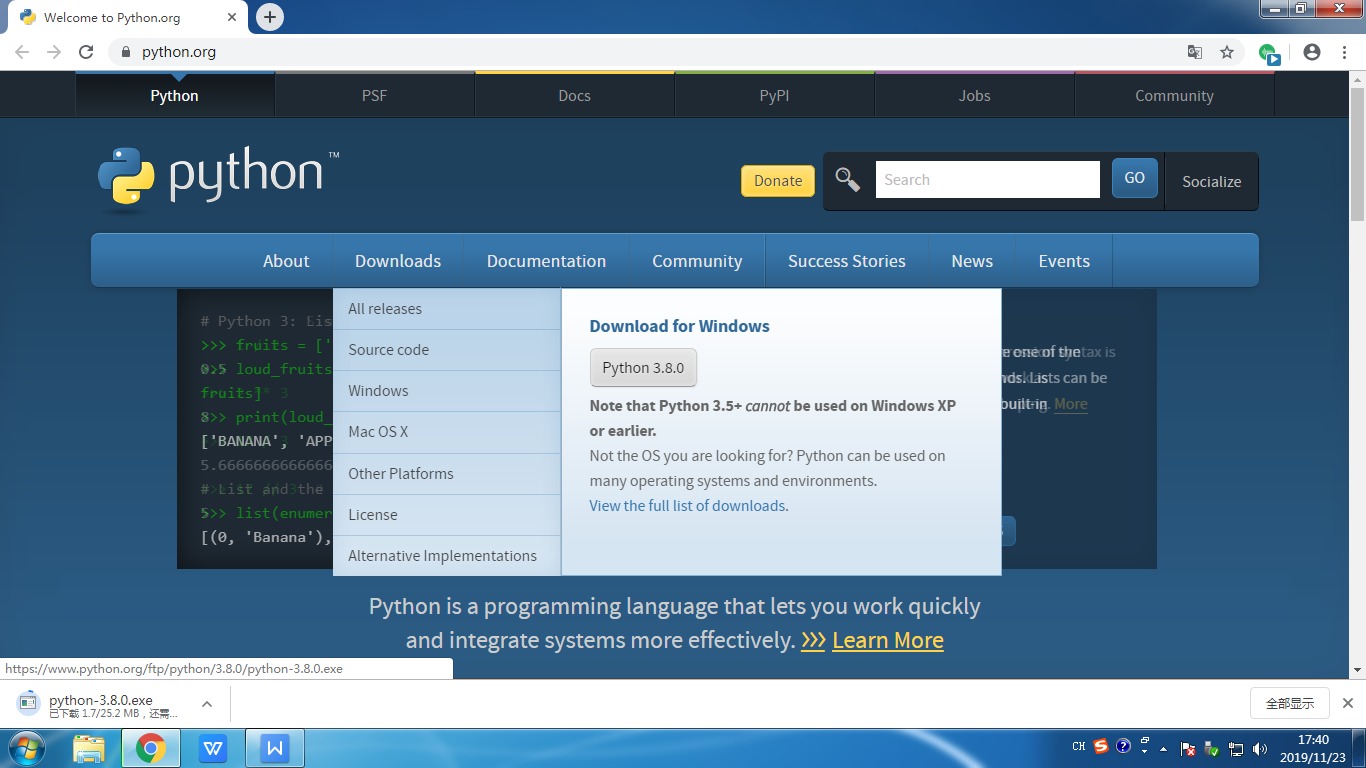 Welcome to Python.org
python.org
Python
PSF
Docs
PyPI
Jobs
Community
python™
Donate
Search
GO
Socialize
About
Downloads
Documentation
Community
Success Stories
News
Events
# Python 3: Lis
>>> fruits = ['
loud_fruits
fruits]
print(loud_
['BANANA', 'APP
5.6666666666666
# List and the
list(enumer
[(0, 'Banana'),
All releases
Source code
Windows
Mac OS X
Other Platforms
License
Alternative Implementations
Download for Windows
Python 3.8.0
Note that Python 3.5+ cannot be used on Windows XP
or earlier.
Not the OS you are looking for? Python can be used on
many operating systems and environments.
View the full list of downloads.
one of the
Lists can be
built-in
More
Python is a programming language that lets you work quickly
and integrate systems more effectively. >>> Learn More
https://www.python.org/ftp/python/3.8.0/python-3.8.0.exe
python-3.8.0.exe
已下载 1.7/25.2 MB，还需...
全部显示
CH
17:40
2019/11/23